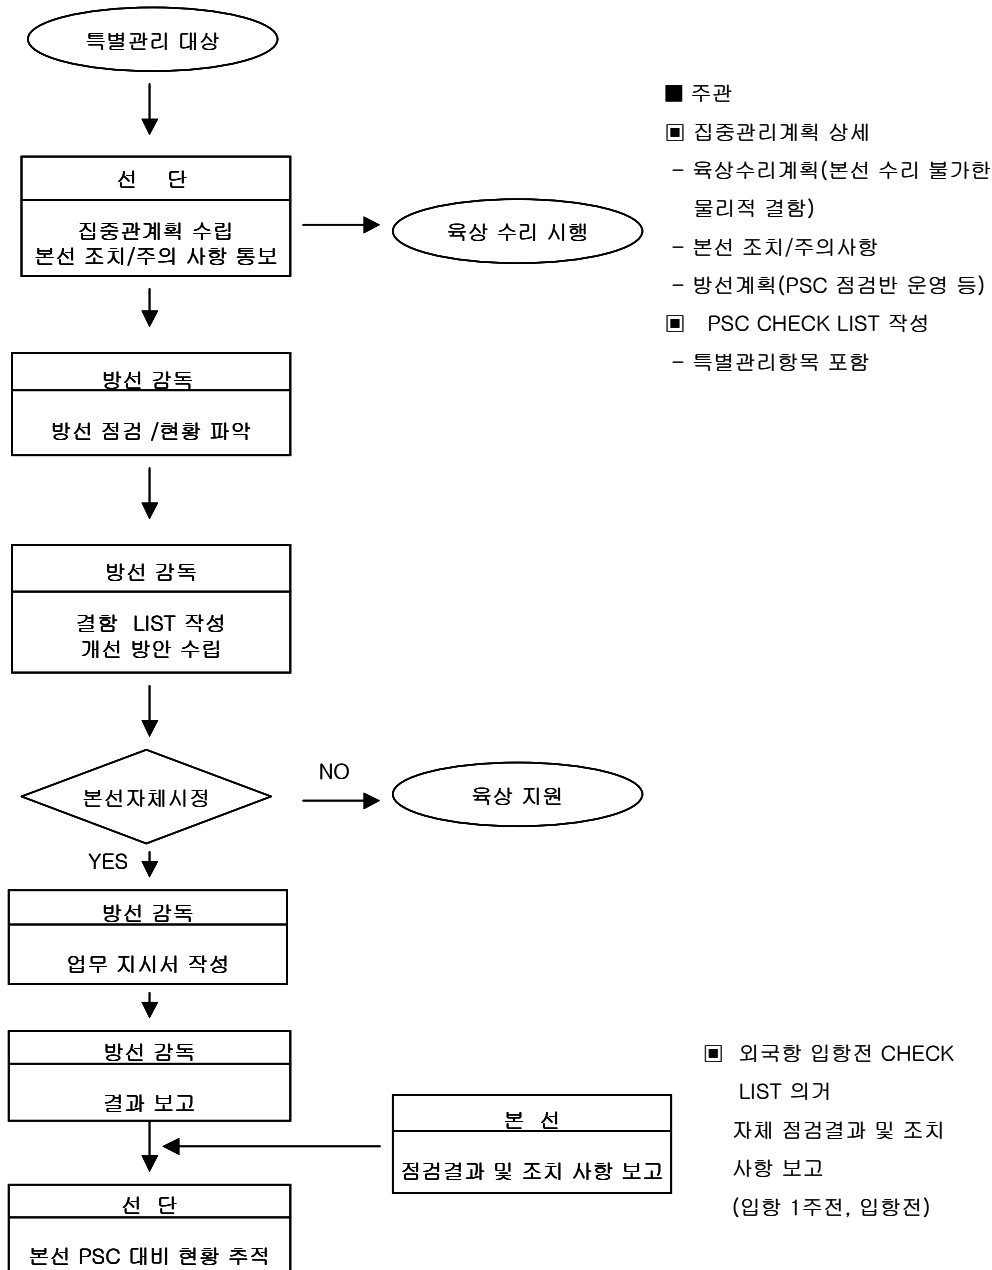 특별관리 대상
선 단
집중관계획 수립
본선 조치/주의 사항 통보
육상 수리 시행
■ 주관
▣ 집중관리계획 상세
- 육상수리계획(본선 수리 불가한
물리적 결함)
- 본선 조치/주의사항
- 방선계획(PSC 점검반 운영 등)
▣ PSC CHECK LIST 작성
- 특별관리항목 포함
방선 감독
방선 점검 /현황 파악
방선 감독
결함 LIST 작성
개선 방안 수립
본선자체시정
NO
육상 지원
YES
방선 감독
업무 지시서 작성
방선 감독
결과 보고
본 선
점검결과 및 조치 사항 보고
▣ 외국항 입항전 CHECK
LIST 의거
자체 점검결과 및 조치
사항 보고
(입항 1주전, 입항전)
선 단
본선 PSC 대비 현황 추적